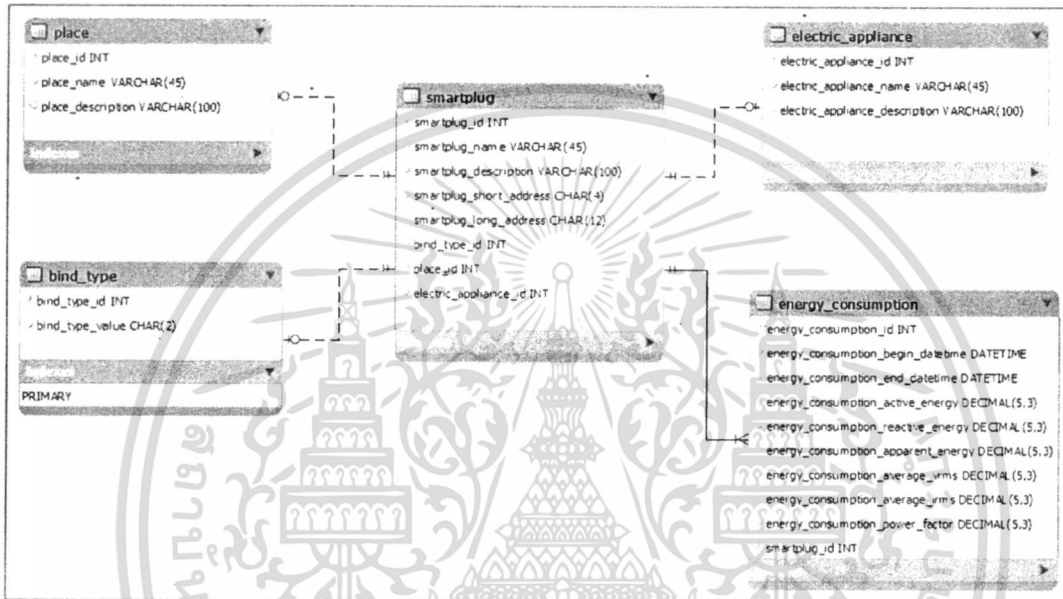 place
place_id INT
place_name VARCHAR(45)
place_description VARCHAR(100)
Indexes
bind_type
bind_type_id INT
bind_type_value CHAR(2)
Indexes
PRIMARY
smartplug
smartplug_id INT
smartplug_name VARCHAR(45)
smartplug_description VARCHAR(100)
smartplug_short_address CHAR(4)
smartplug_long_address CHAR(12)
bind_type_id INT
place_id INT
electric_appliance_id INT
electric_appliance
electric_appliance_id INT
electric_appliance_name VARCHAR(45)
electric_appliance_description VARCHAR(100)
energy_consumption
energy_consumption_id INT
energy_consumption_begin_datetime DATETIME
energy_consumption_end_datetime DATETIME
energy_consumption_active_energy DECIMAL(5,3)
energy_consumption_reactive_energy DECIMAL(5,3)
energy_consumption_apparent_energy DECIMAL(5,3)
energy_consumption_average_vrms DECIMAL(5,3)
energy_consumption_average_vrms DECIMAL(5,3)
energy_consumption_power_factor DECIMAL(5,3)
smartplug_id INT